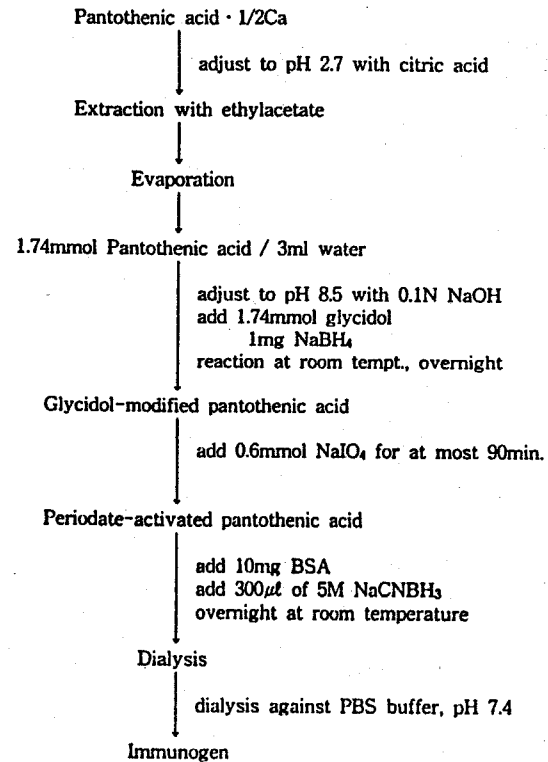 Pantothenic acid · 1/2Ca
adjust to pH 2.7 with citric acid
Extraction with ethylacetate
Evaporation
1.74mmol Pantothenic acid / 3ml water
adjust to pH 8.5 with 0.1N NaOH
add 1.74mmol glycidol
1mg NaBH₄
reaction at room tempt., overnight
Glycidol-modified pantothenic acid
add 0.6mmol NaIO₄ for at most 90min.
Periodate-activated pantothenic acid
add 10mg BSA
add 300㎕ of 5M NaCNBH₃
overnight at room temperature
Dialysis
dialysis against PBS buffer, pH 7.4
Immunogen